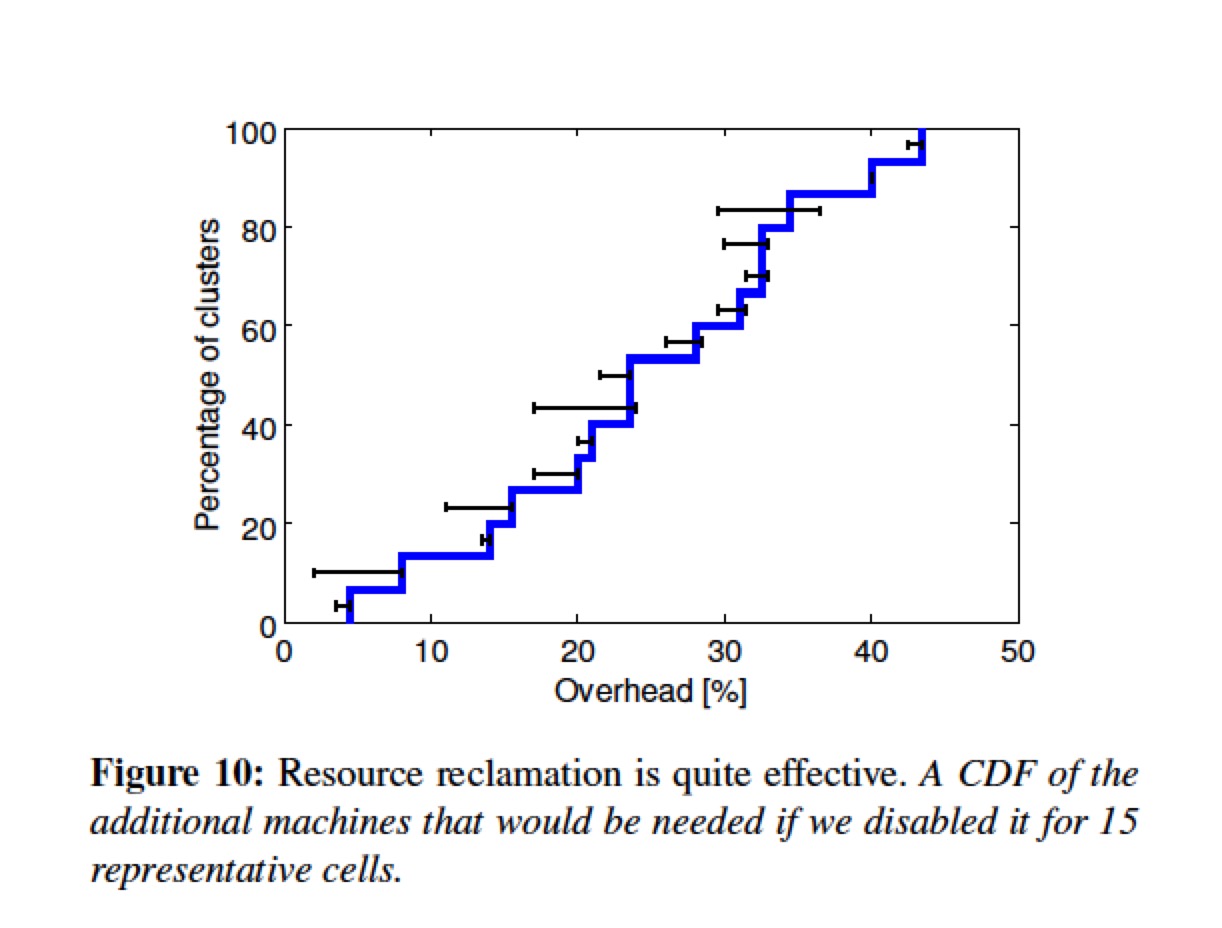 100
80
60
40
20
0
Percentage of clusters
0 10 20 30 40 50
Overhead [%]
Figure 10: Resource reclamation is quite effective. A CDF of the
additional machines that would be needed if we disabled it for 15
representative cells.